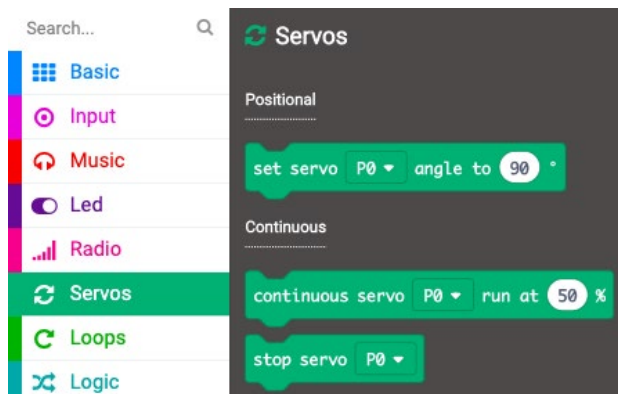 Search...
Basic
Input
Music
Led
Radio
Servos
Loops
Logic
Servos
Positional
set servo P0 angle to 90 °
Continuous
continuous servo P0 run at 50 %
stop servo P0